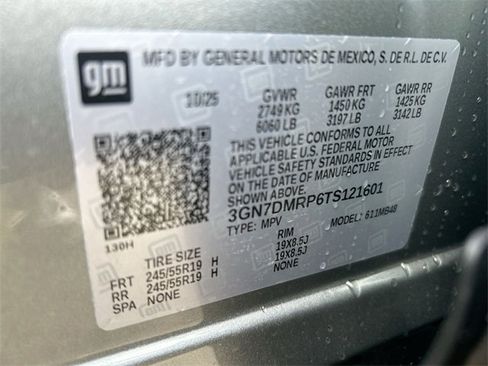 gm
MFD BY GENERAL MOTORS DE MEXICO, S. DE R.L. DE C.V.
10/25 GVWR GAWR FRT GAWR RR
2749 KG 1450 KG 1425 KG
6060 LB 3197 LB 3142 LB
THIS VEHICLE CONFORMS TO ALL
APPLICABLE U.S. FEDERAL MOTOR
VEHICLE SAFETY STANDARDS IN EFFECT
ON THE DATE OF MANUFACTURE
SHOWN ABOVE.
3GN7DMRP6TS121601
TYPE: MPV MODEL: 611MB48
130H
TIRE SIZE RIM
FRT 245/55R19 H 19X8.5J
RR 245/55R19 H 19X8.5J
SPA NONE NONE